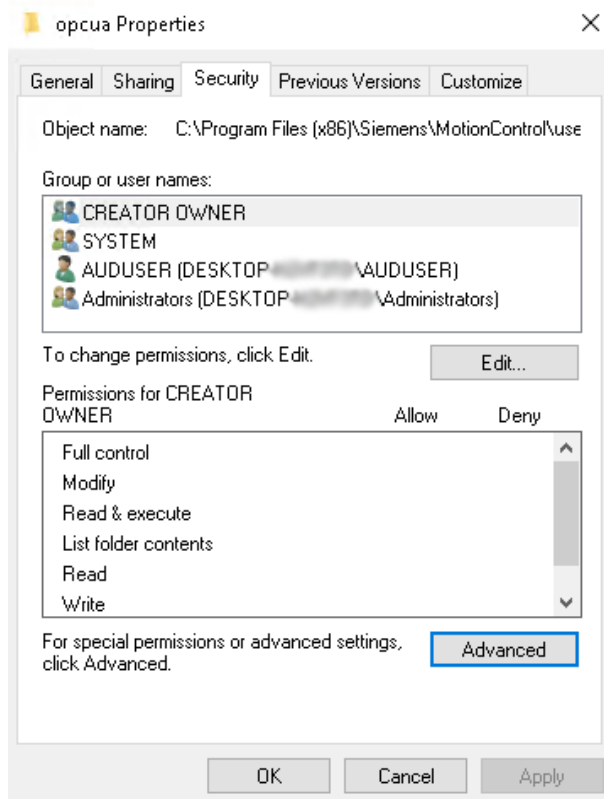 opcua Properties
General Sharing Security Previous Versions Customize
Object name: C:\Program Files (x86)\Siemens\MotionControl\use
Group or user names:
CREATOR OWNER
SYSTEM
AUDUSER (DESKTOP \AUDUSER)
Administrators (DESKTOP \Administrators)
To change permissions, click Edit.
Edit...
Permissions for CREATOR
OWNER Allow Deny
Full control
Modify
Read & execute
List folder contents
Read
Write
For special permissions or advanced settings,
click Advanced.
Advanced
OK Cancel Apply